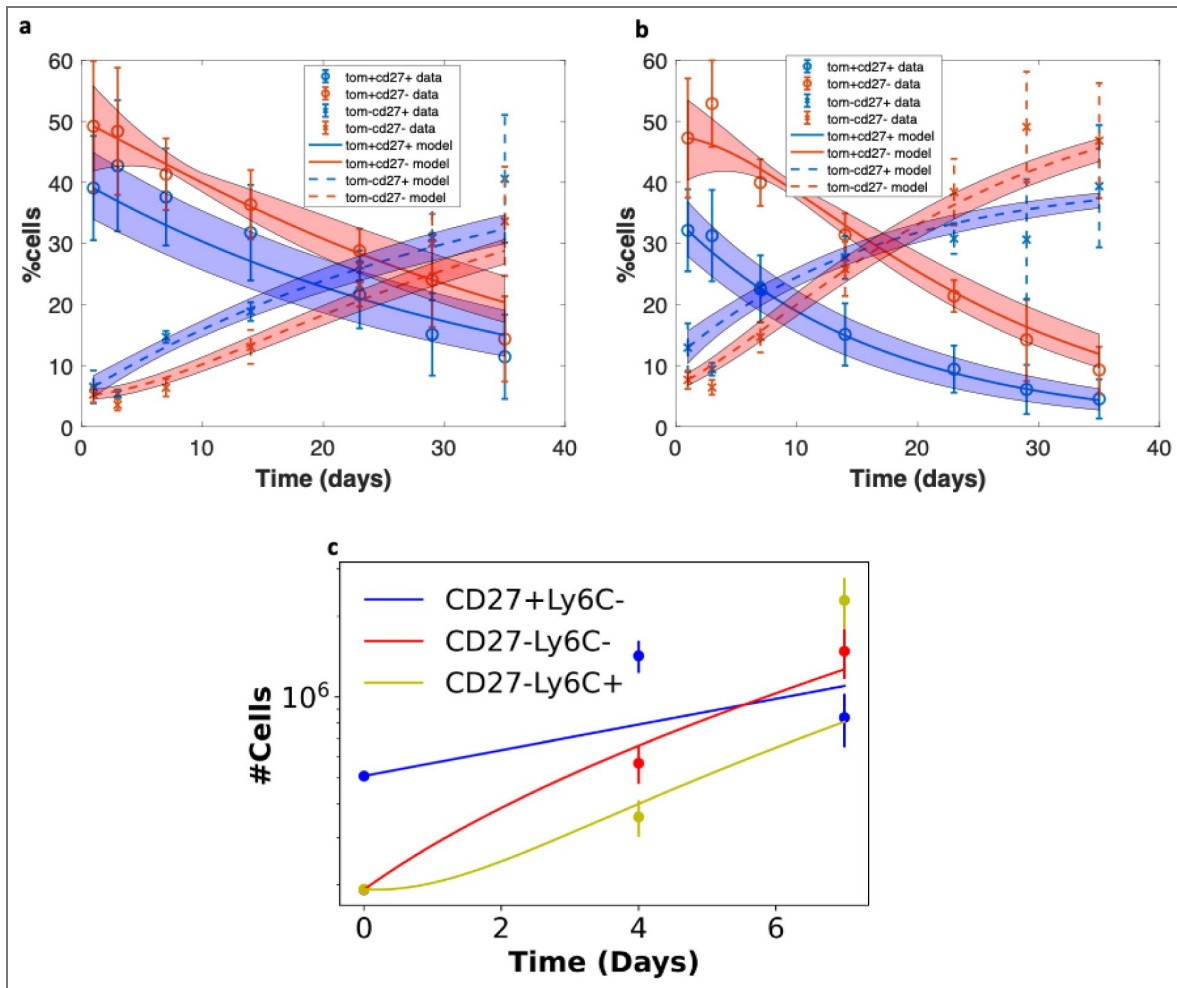 a
60
50
40
30
20
10
0
%cells
0 10 20 30 40
Time (days)
tom+cd27+ data
tom+cd27- data
tom-cd27+ data
tom-cd27- data
tom+cd27+ model
tom+cd27- model
tom-cd27+ model
tom-cd27- model
b
60
50
40
30
20
10
0
%cells
0 10 20 30 40
Time (days)
tom+cd27+ data
tom+cd27- data
tom-cd27+ data
tom-cd27- data
tom+cd27+ model
tom+cd27- model
tom-cd27+ model
tom-cd27- model
c
CD27+Ly6C-
CD27-Ly6C-
CD27-Ly6C+
10⁶
#Cells
0 2 4 6
Time (Days)